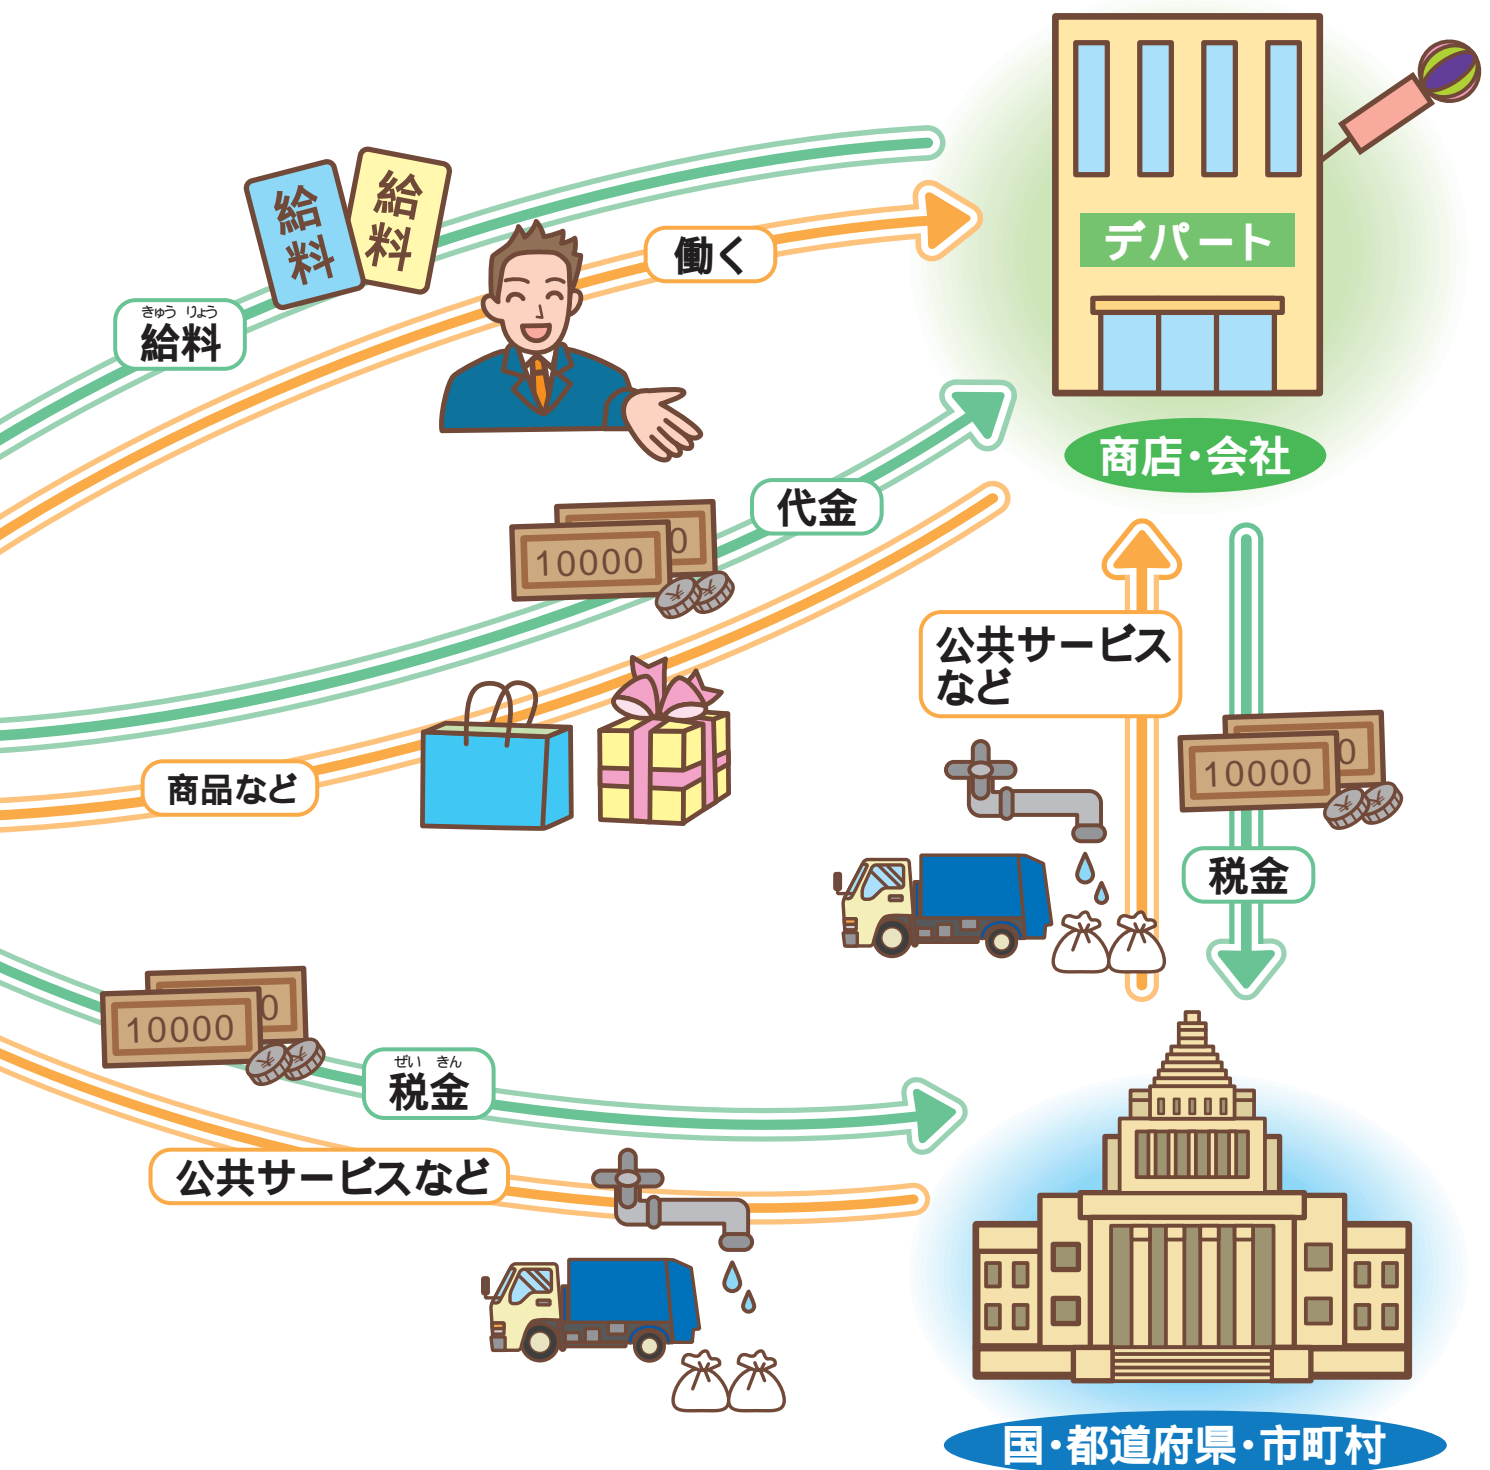 給料
給料
きゅう りょう
給料
働く
デパート
商店・会社
代金
10000
0
公共サービス
など
商品など
10000
0
税金
10000
0
ぜい きん
税金
公共サービスなど
国・都道府県・市町村